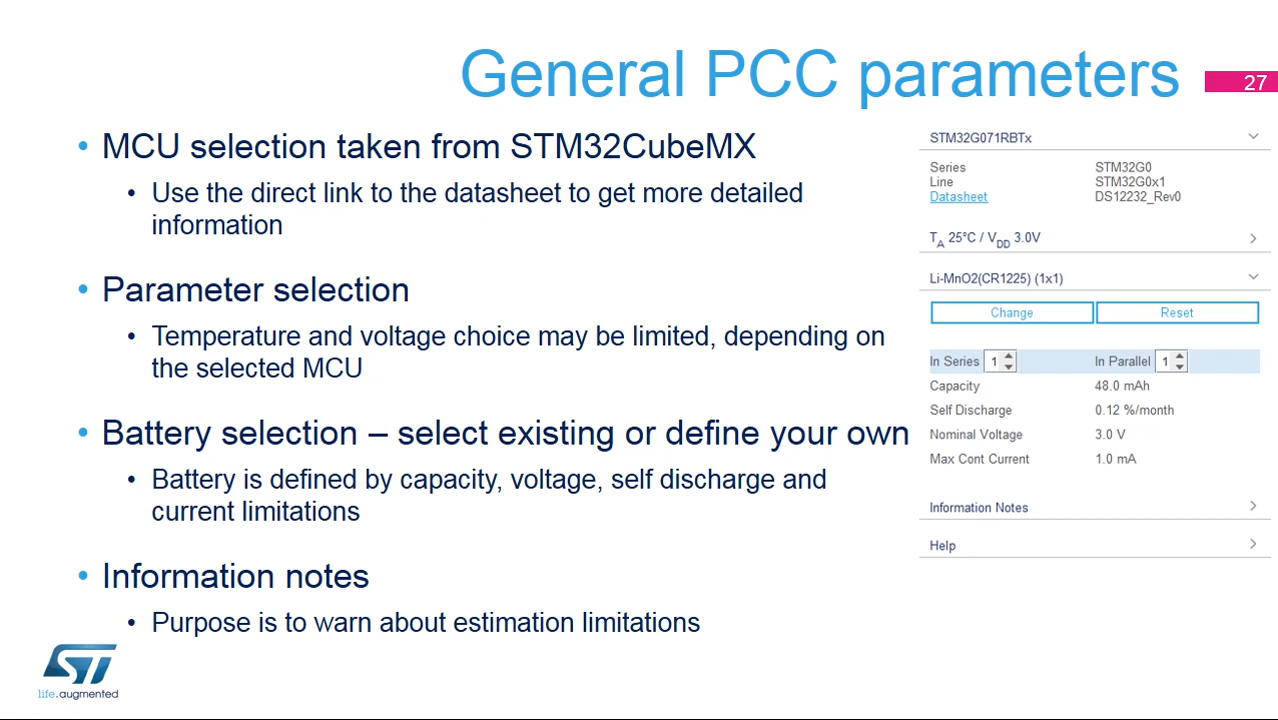 General PCC parameters
27
• MCU selection taken from STM32CubeMX
• Use the direct link to the datasheet to get more detailed
information
• Parameter selection
• Temperature and voltage choice may be limited, depending on
the selected MCU
• Battery selection – select existing or define your own
• Battery is defined by capacity, voltage, self discharge and
current limitations
• Information notes
• Purpose is to warn about estimation limitations
STM32G071RBTx
Series STM32G0
Line STM32G0x1
Datasheet DS12232_Rev0
TA 25°C / VDD 3.0V
Li-MnO2(CR1225) (1x1)
Change Reset
In Series 1 In Parallel 1
Capacity 48.0 mAh
Self Discharge 0.12 %/month
Nominal Voltage 3.0 V
Max Cont Current 1.0 mA
Information Notes
Help
ST
life.augmented